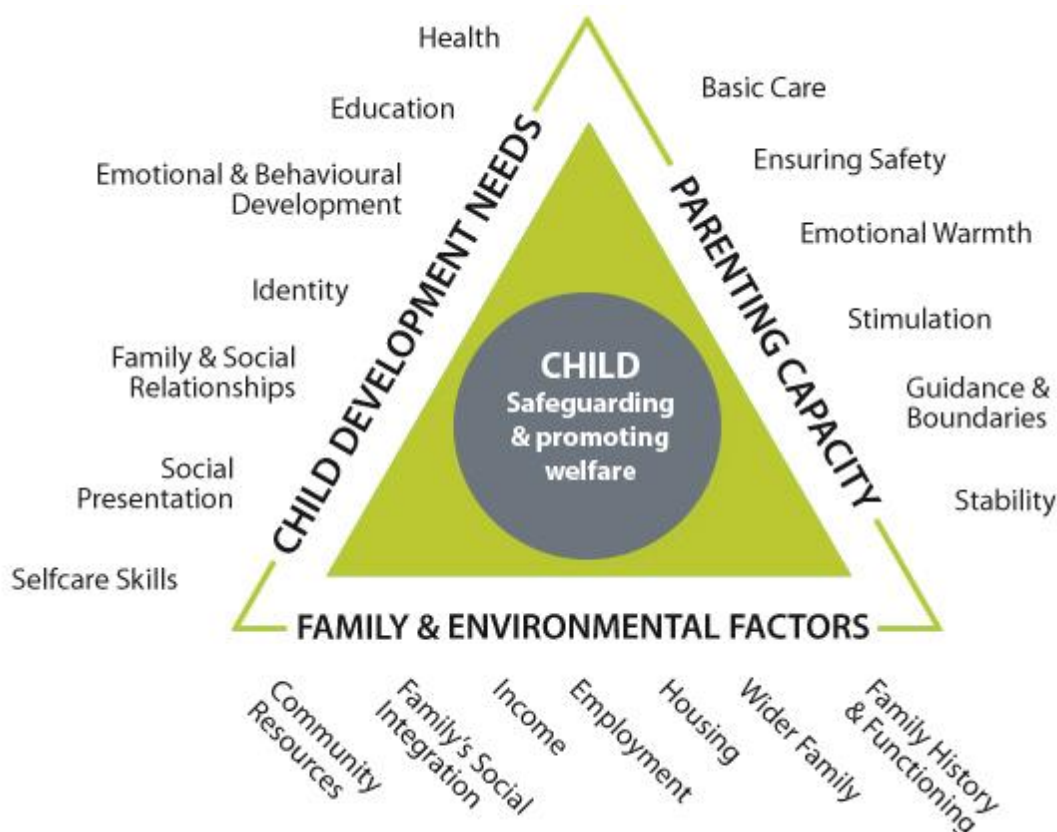 Health
Education
Emotional & Behavioural
Development
Identity
Family & Social
Relationships
Social
Presentation
Selfcare Skills
CHILD DEVELOPMENT NEEDS
CHILD
Safeguarding
& promoting
welfare
PARENTING CAPACITY
Basic Care
Ensuring Safety
Emotional Warmth
Stimulation
Guidance &
Boundaries
Stability
FAMILY & ENVIRONMENTAL FACTORS
Community
Resources
Family's Social
Integration
Income
Employment
Housing
Wider Family
Family History
& Functioning